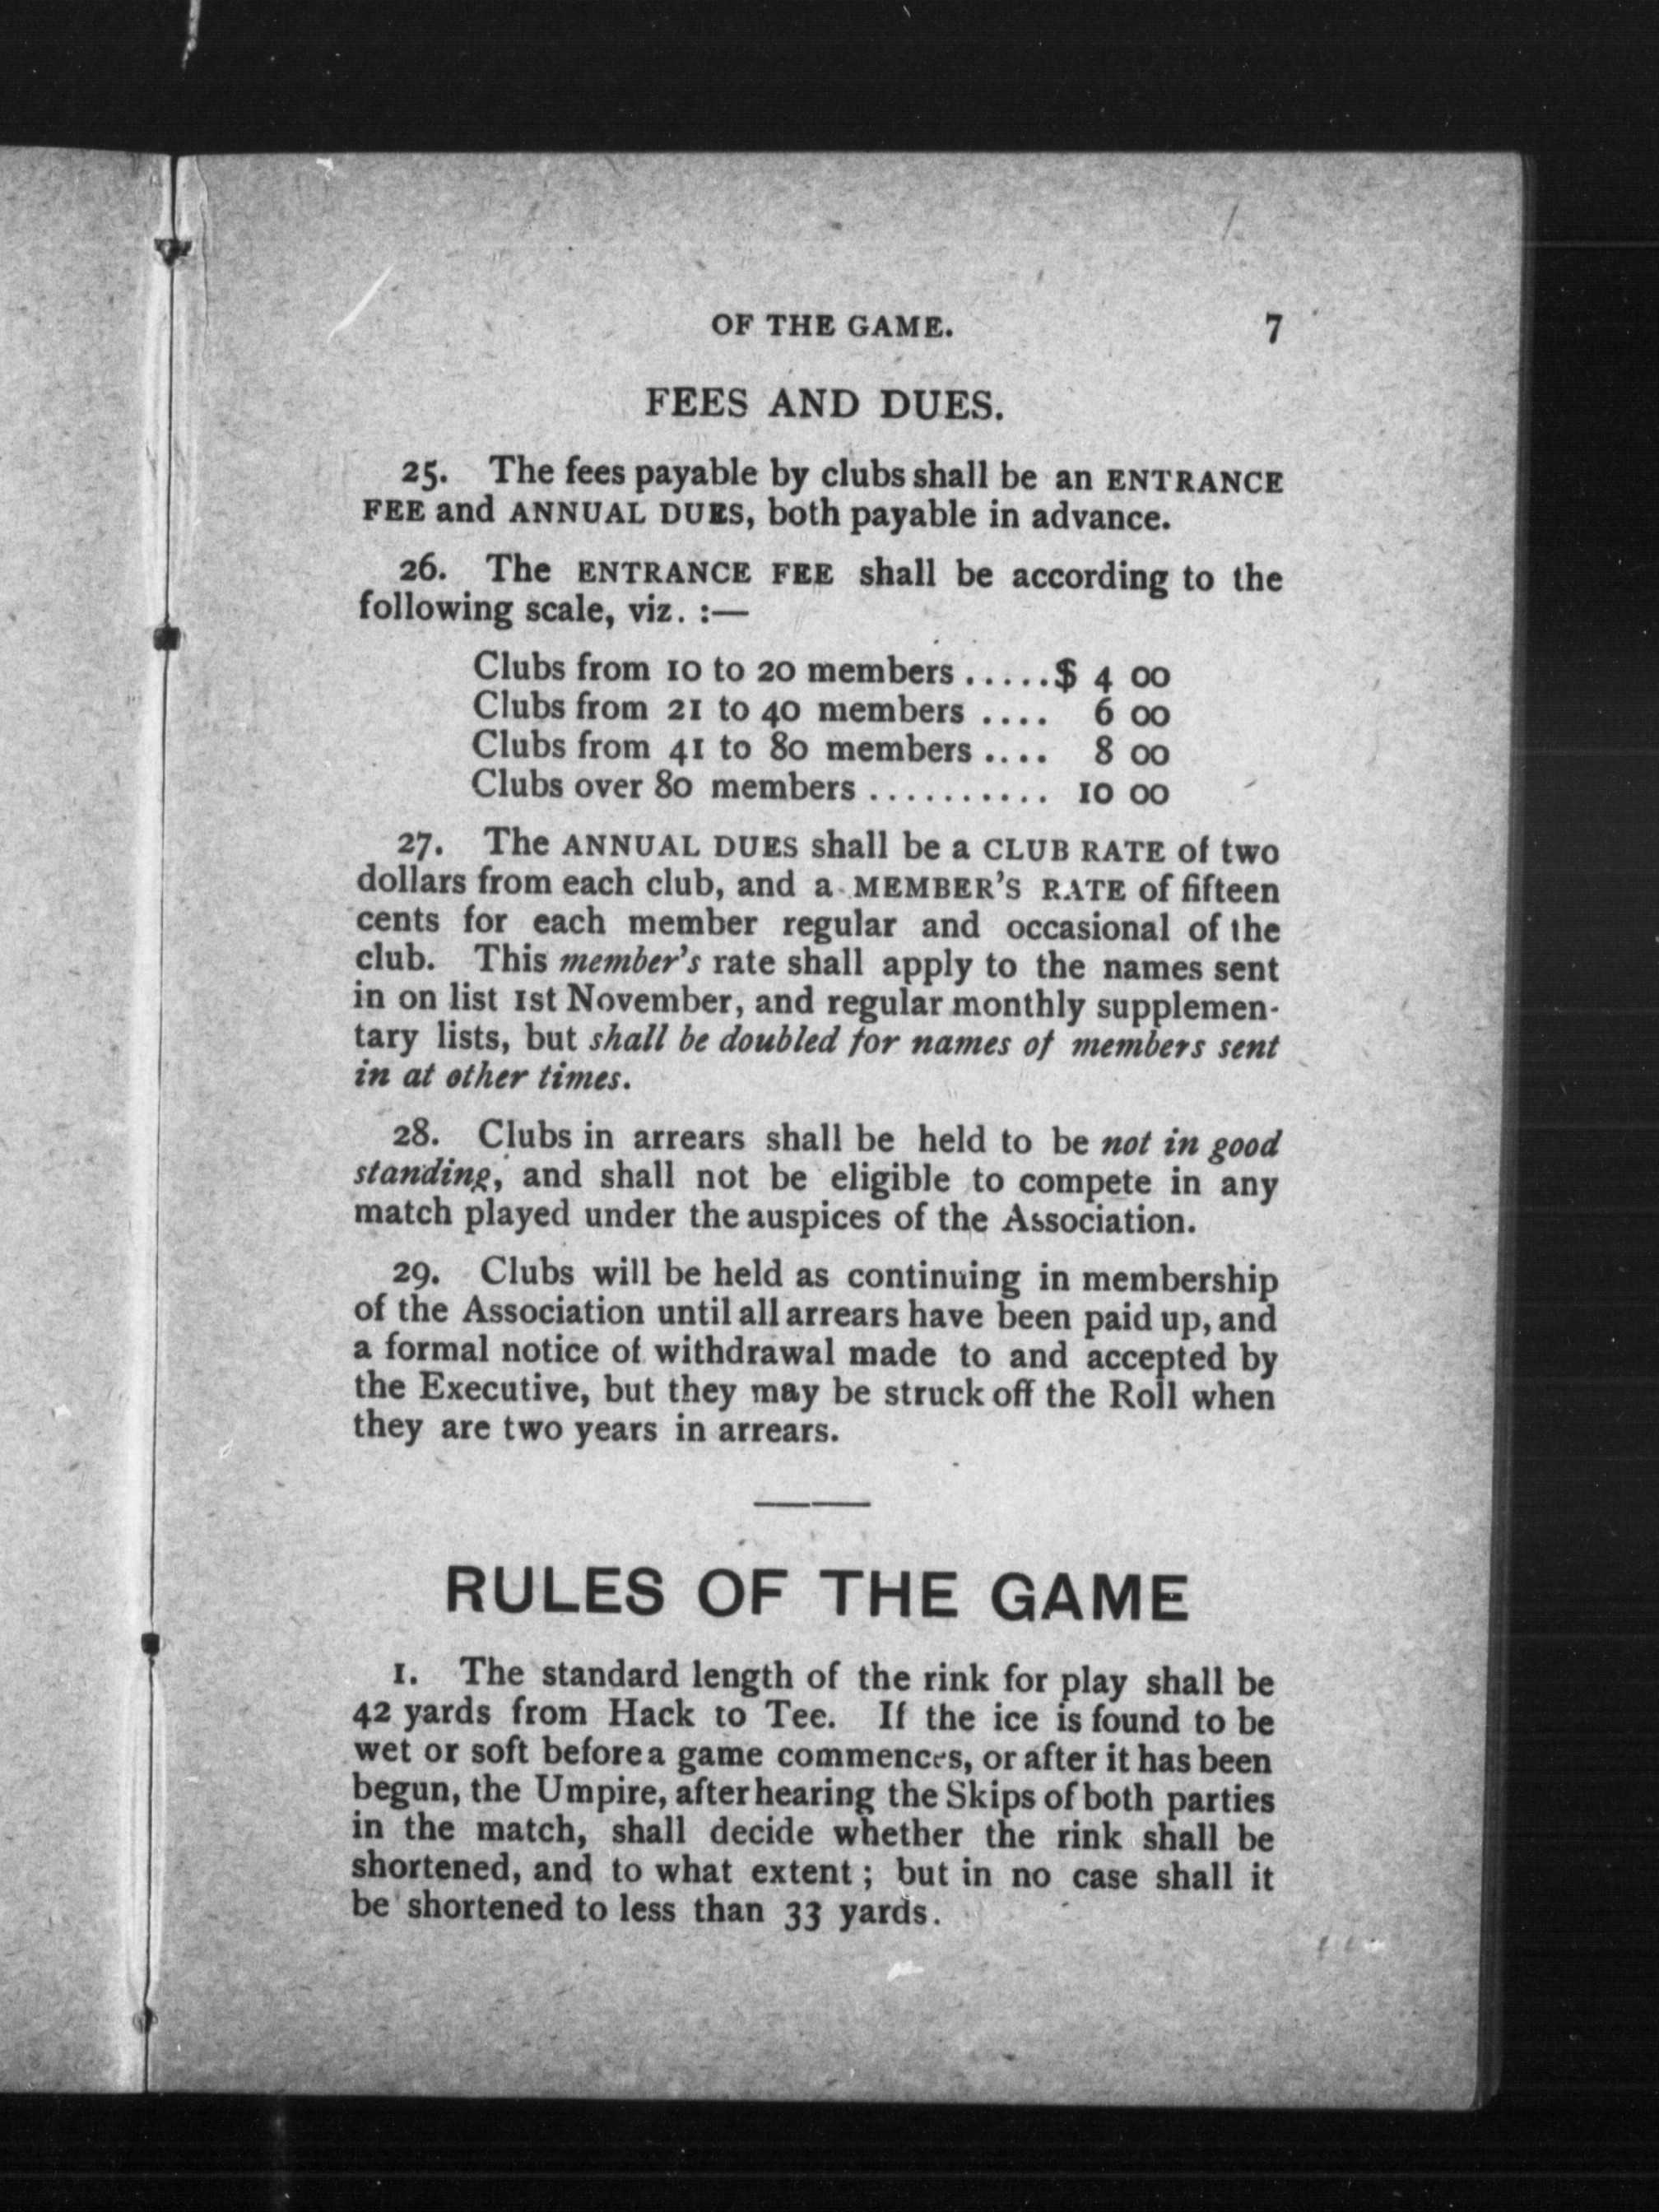 OF THE GAME. 7
FEES AND DUES.
25. The fees payable by clubs shall be an ENTRANCE
FEE and ANNUAL DUES, both payable in advance.
26. The ENTRANCE FEE shall be according to the
following scale, viz. :—
Clubs from 10 to 20 members .....$ 4 00
Clubs from 21 to 40 members .... 6 00
Clubs from 41 to 80 members .... 8 00
Clubs over 80 members .......... 10 00
27. The ANNUAL DUES shall be a CLUB RATE of two
dollars from each club, and a MEMBER'S RATE of fifteen
cents for each member regular and occasional of the
club. This member's rate shall apply to the names sent
in on list 1st November, and regular monthly supplemen-
tary lists, but shall be doubled for names of members sent
in at other times.
28. Clubs in arrears shall be held to be not in good
standing, and shall not be eligible to compete in any
match played under the auspices of the Association.
29. Clubs will be held as continuing in membership
of the Association until all arrears have been paid up, and
a formal notice of withdrawal made to and accepted by
the Executive, but they may be struck off the Roll when
they are two years in arrears.
RULES OF THE GAME
1. The standard length of the rink for play shall be
42 yards from Hack to Tee. If the ice is found to be
wet or soft before a game commences, or after it has been
begun, the Umpire, after hearing the Skips of both parties
in the match, shall decide whether the rink shall be
shortened, and to what extent ; but in no case shall it
be shortened to less than 33 yards.